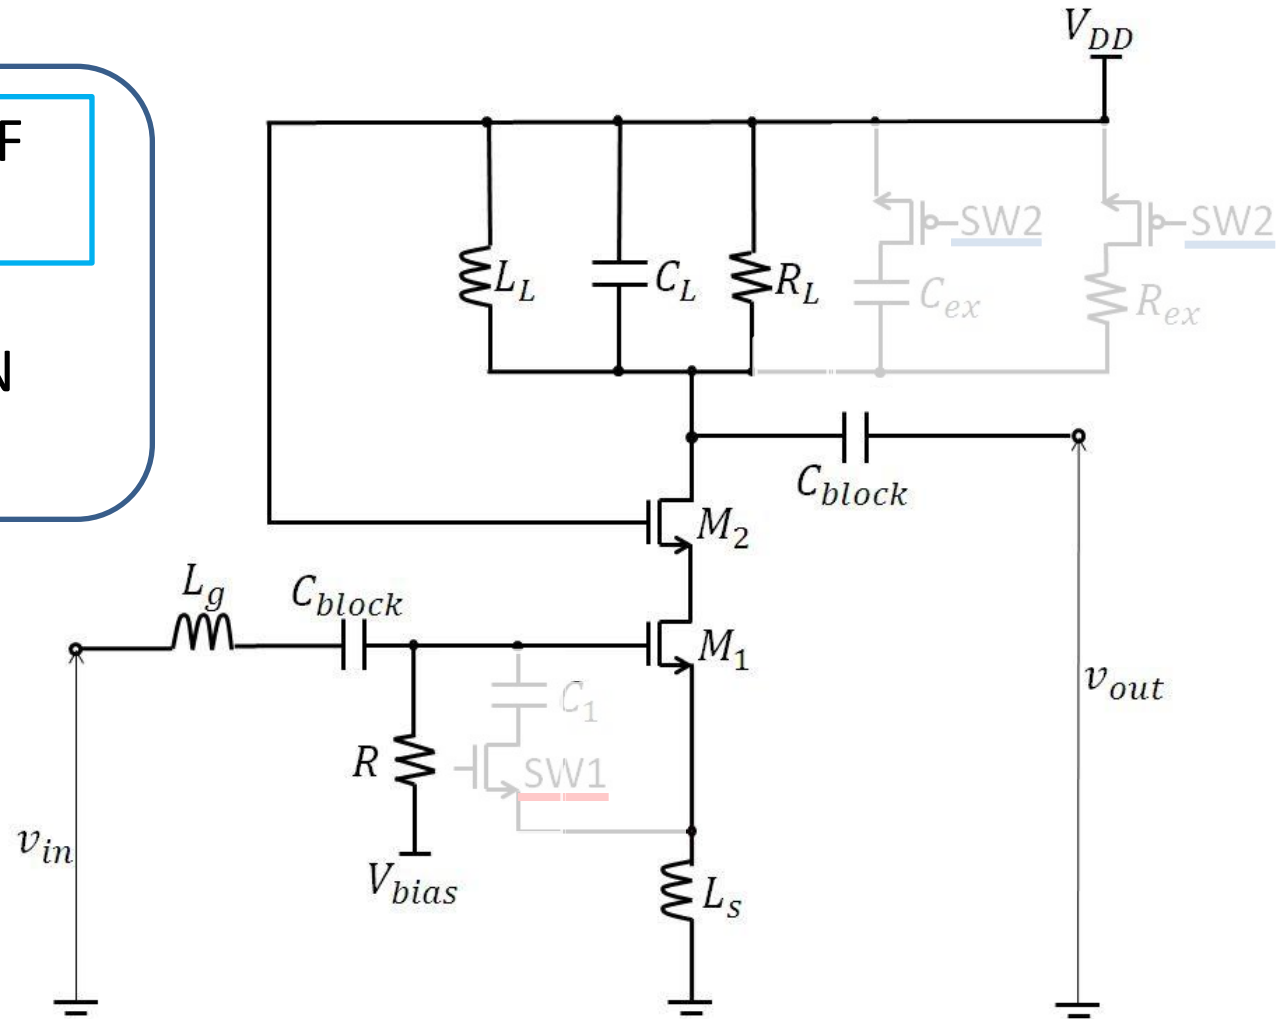 V_DD
F
SW2
SW2
L_L
C_L
R_L
C_ex
R_ex
N
C_block
M_2
L_g
C_block
M_1
v_out
C_1
R
SW1
v_in
V_bias
L_s